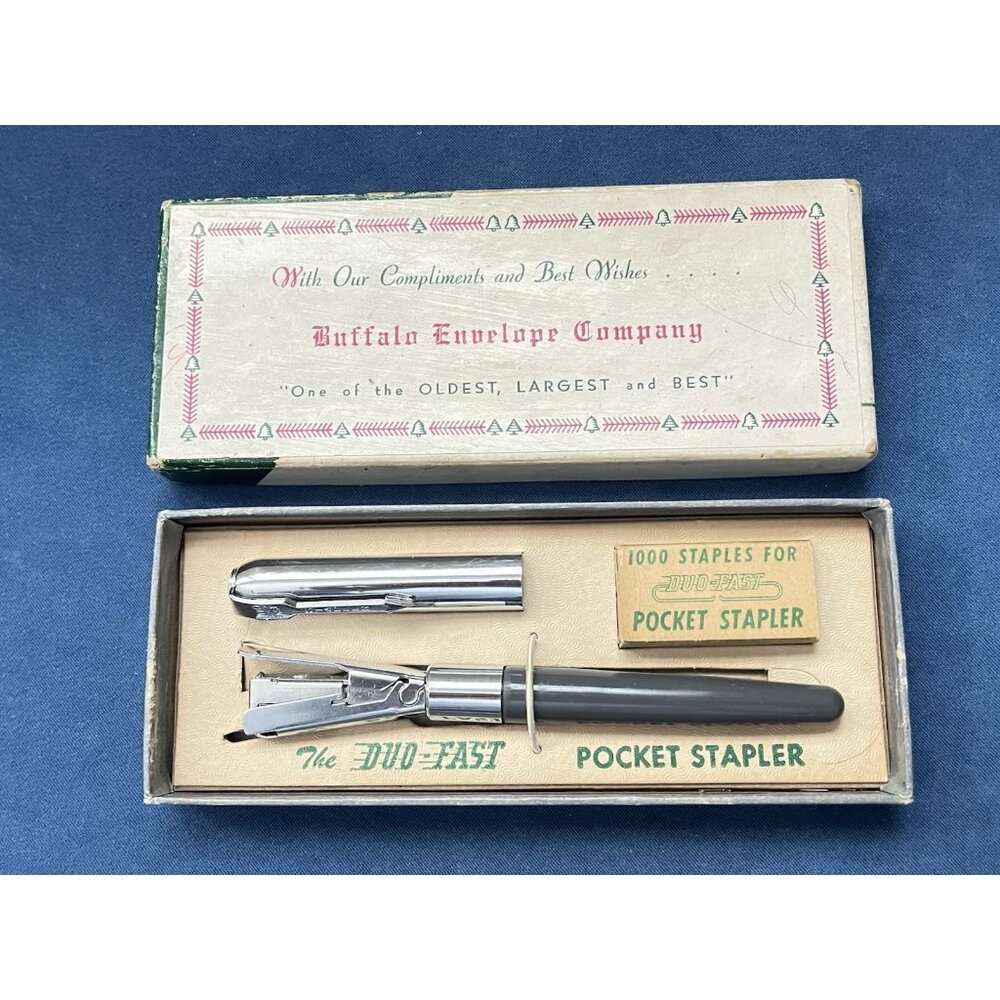 With Our Compliments and Best Wishes . . . .
Buffalo Envelope Company
"One of the OLDEST, LARGEST and BEST"
1000 STAPLES FOR
DUO-FAST
POCKET STAPLER
The DUO-FAST POCKET STAPLER